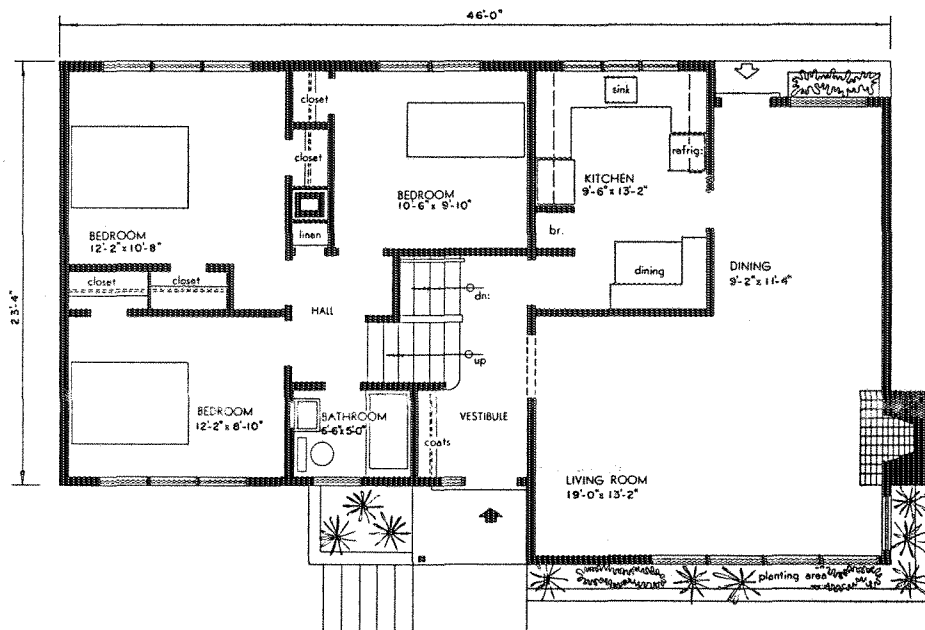 46'-0"
23'-4"
closet
closet
linen
BEDROOM
12'-2" x 10'-8"
closet
closet
BEDROOM
10'-6" x 9'-10"
sink
refrig:
KITCHEN
9'-6" x 13'-2"
br.
dining
DINING
9'-2" x 11'-4"
HALL
dn:
up
BEDROOM
12'-2" x 8'-10"
BATHROOM
6'-6" x 5'-0"
coats
VESTIBULE
LIVING ROOM
19'-0" x 13'-2"
planting area